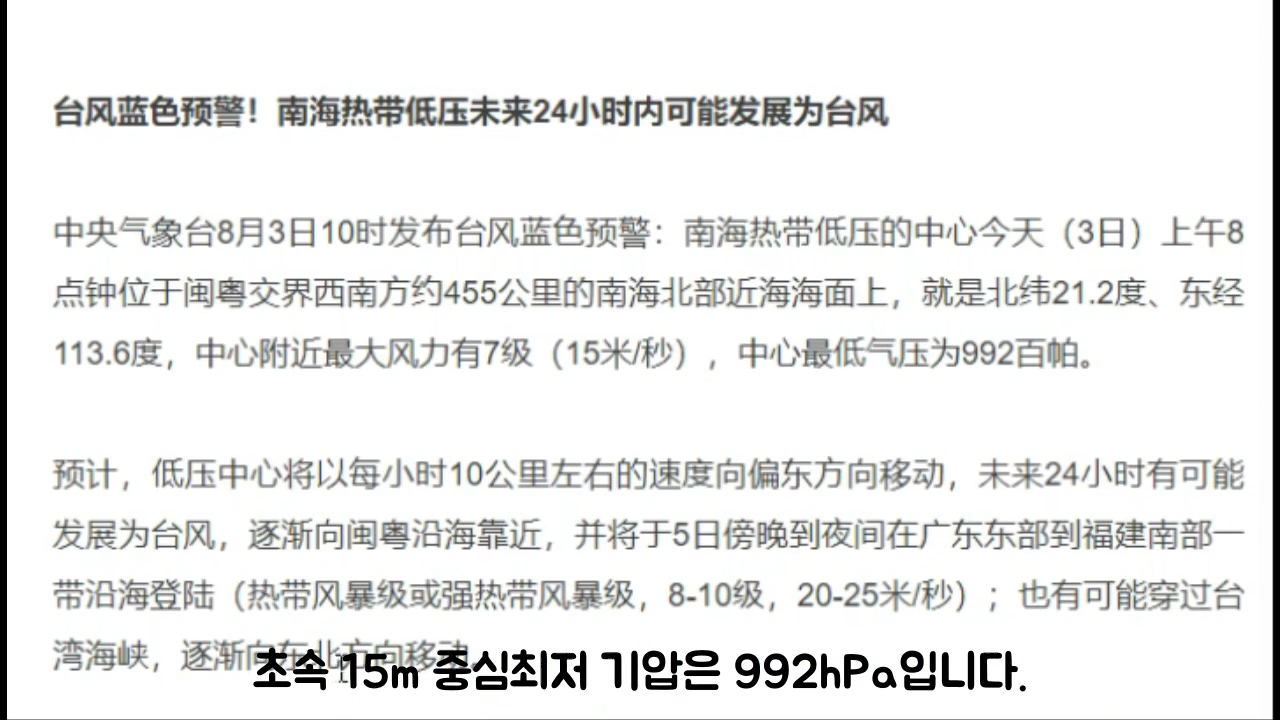 台风蓝色预警！南海热带低压未来24小时内可能发展为台风
中央气象台8月3日10时发布台风蓝色预警：南海热带低压的中心今天（3日）上午8
点钟位于闽粤交界西南方约455公里的南海北部近海海面上，就是北纬21.2度、东经
113.6度，中心附近最大风力有7级（15米/秒），中心最低气压为992百帕。
预计，低压中心将以每小时10公里左右的速度向偏东方向移动，未来24小时有可能
发展为台风，逐渐向闽粤沿海靠近，并将于5日傍晚到夜间在广东东部到福建南部一
带沿海登陆（热带风暴级或强热带风暴级，8-10级，20-25米/秒）；也有可能穿过台
湾海峡，逐渐向东北方向移动。
초속 15m 중심최저 기압은 992hPa입니다.